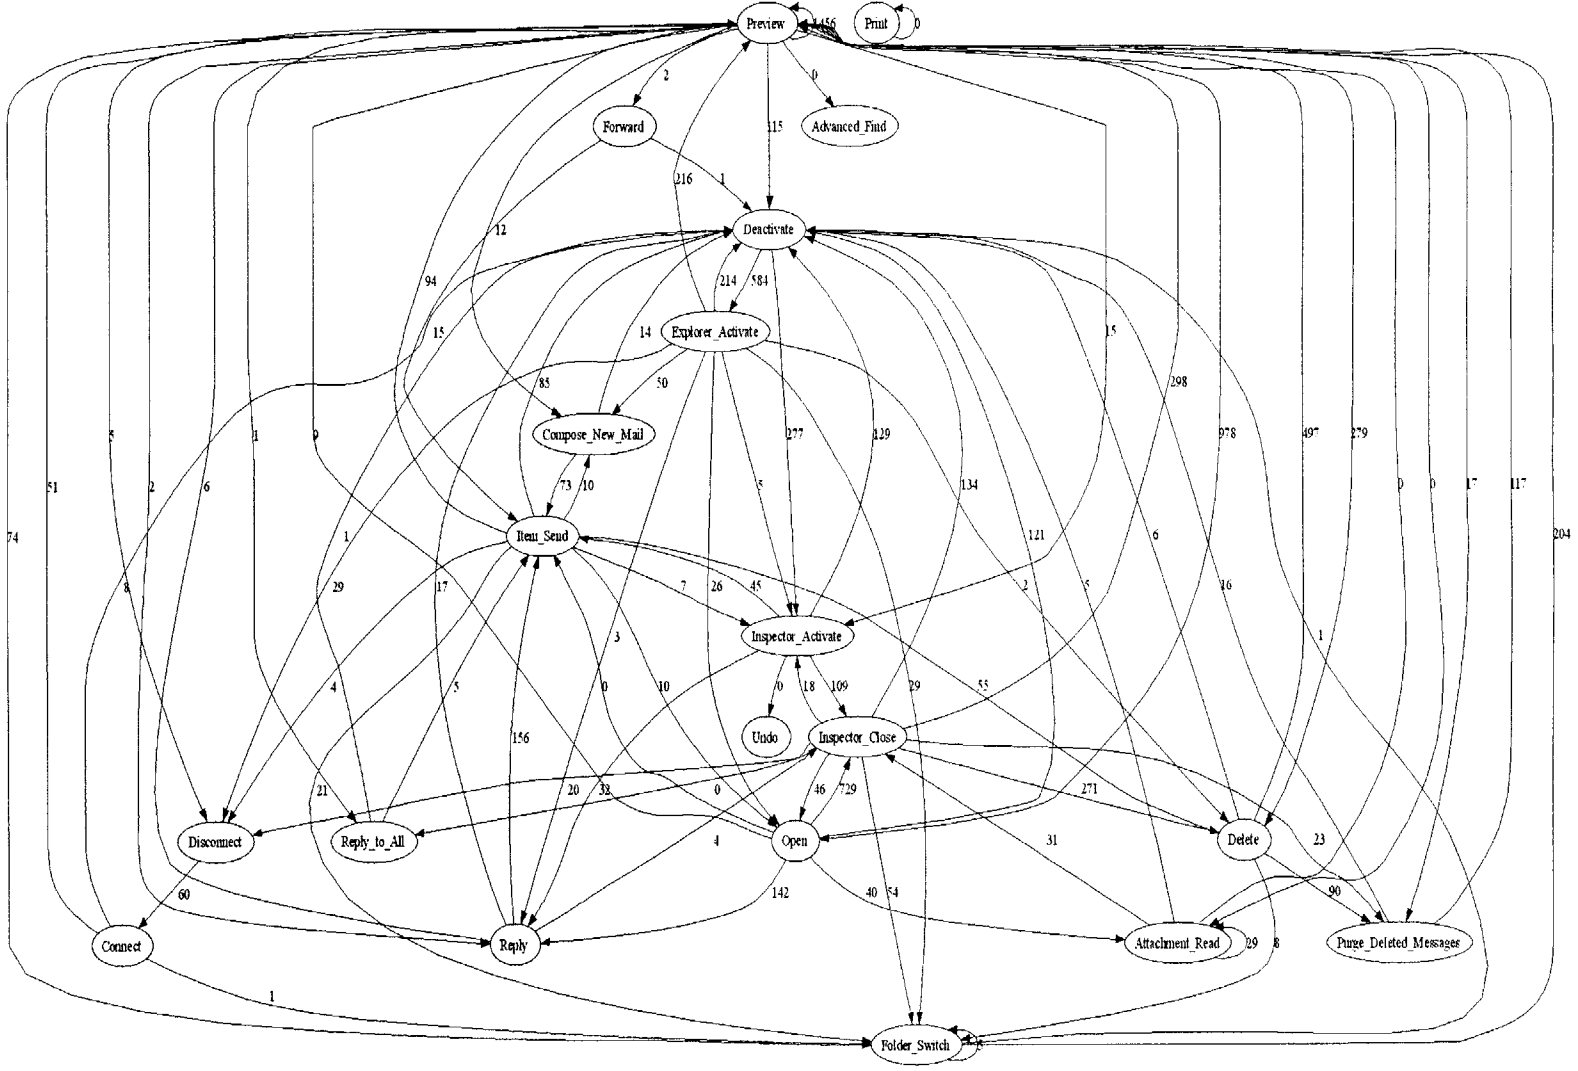 Preview 1456 Print 0
2 0
Forward 115 Advanced_Find
216 1
12 Deactivate
94 214 584
15 14 Explorer_Activate 15
85 50 298
5 1 9 Compose_New_Mail 277 129 978 497 279
51 2 6 73 10 5 134 0 0 17 117
74 1 Item_Send 121 6 204
8 29 17 7 45 26 2 5 16
3 Inspector_Activate 1
4 5 10 0 0 18 109 29 55
156 Undo Inspector_Close
21 20 32 0 46 729 271
Disconnect Reply_to_All 4 Open 31 Delete 23
60 142 40 54 90
Connect Reply Attachment_Read 29 8 Purge_Deleted_Messages
1
Folder_Switch